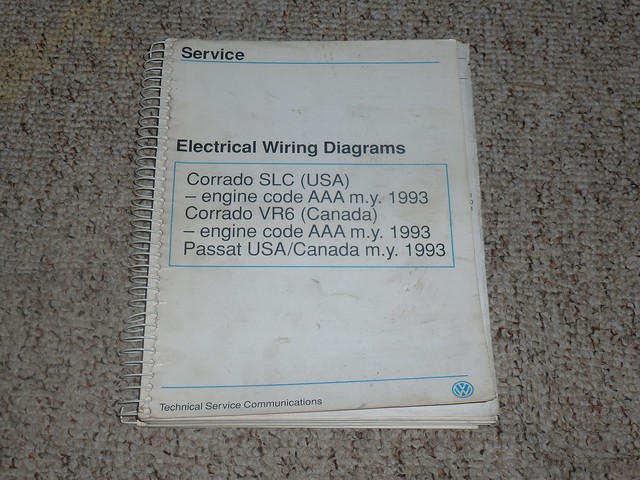 Service
Electrical Wiring Diagrams
Corrado SLC (USA)
– engine code AAA m.y. 1993
Corrado VR6 (Canada)
– engine code AAA m.y. 1993
Passat USA/Canada m.y. 1993
Technical Service Communications